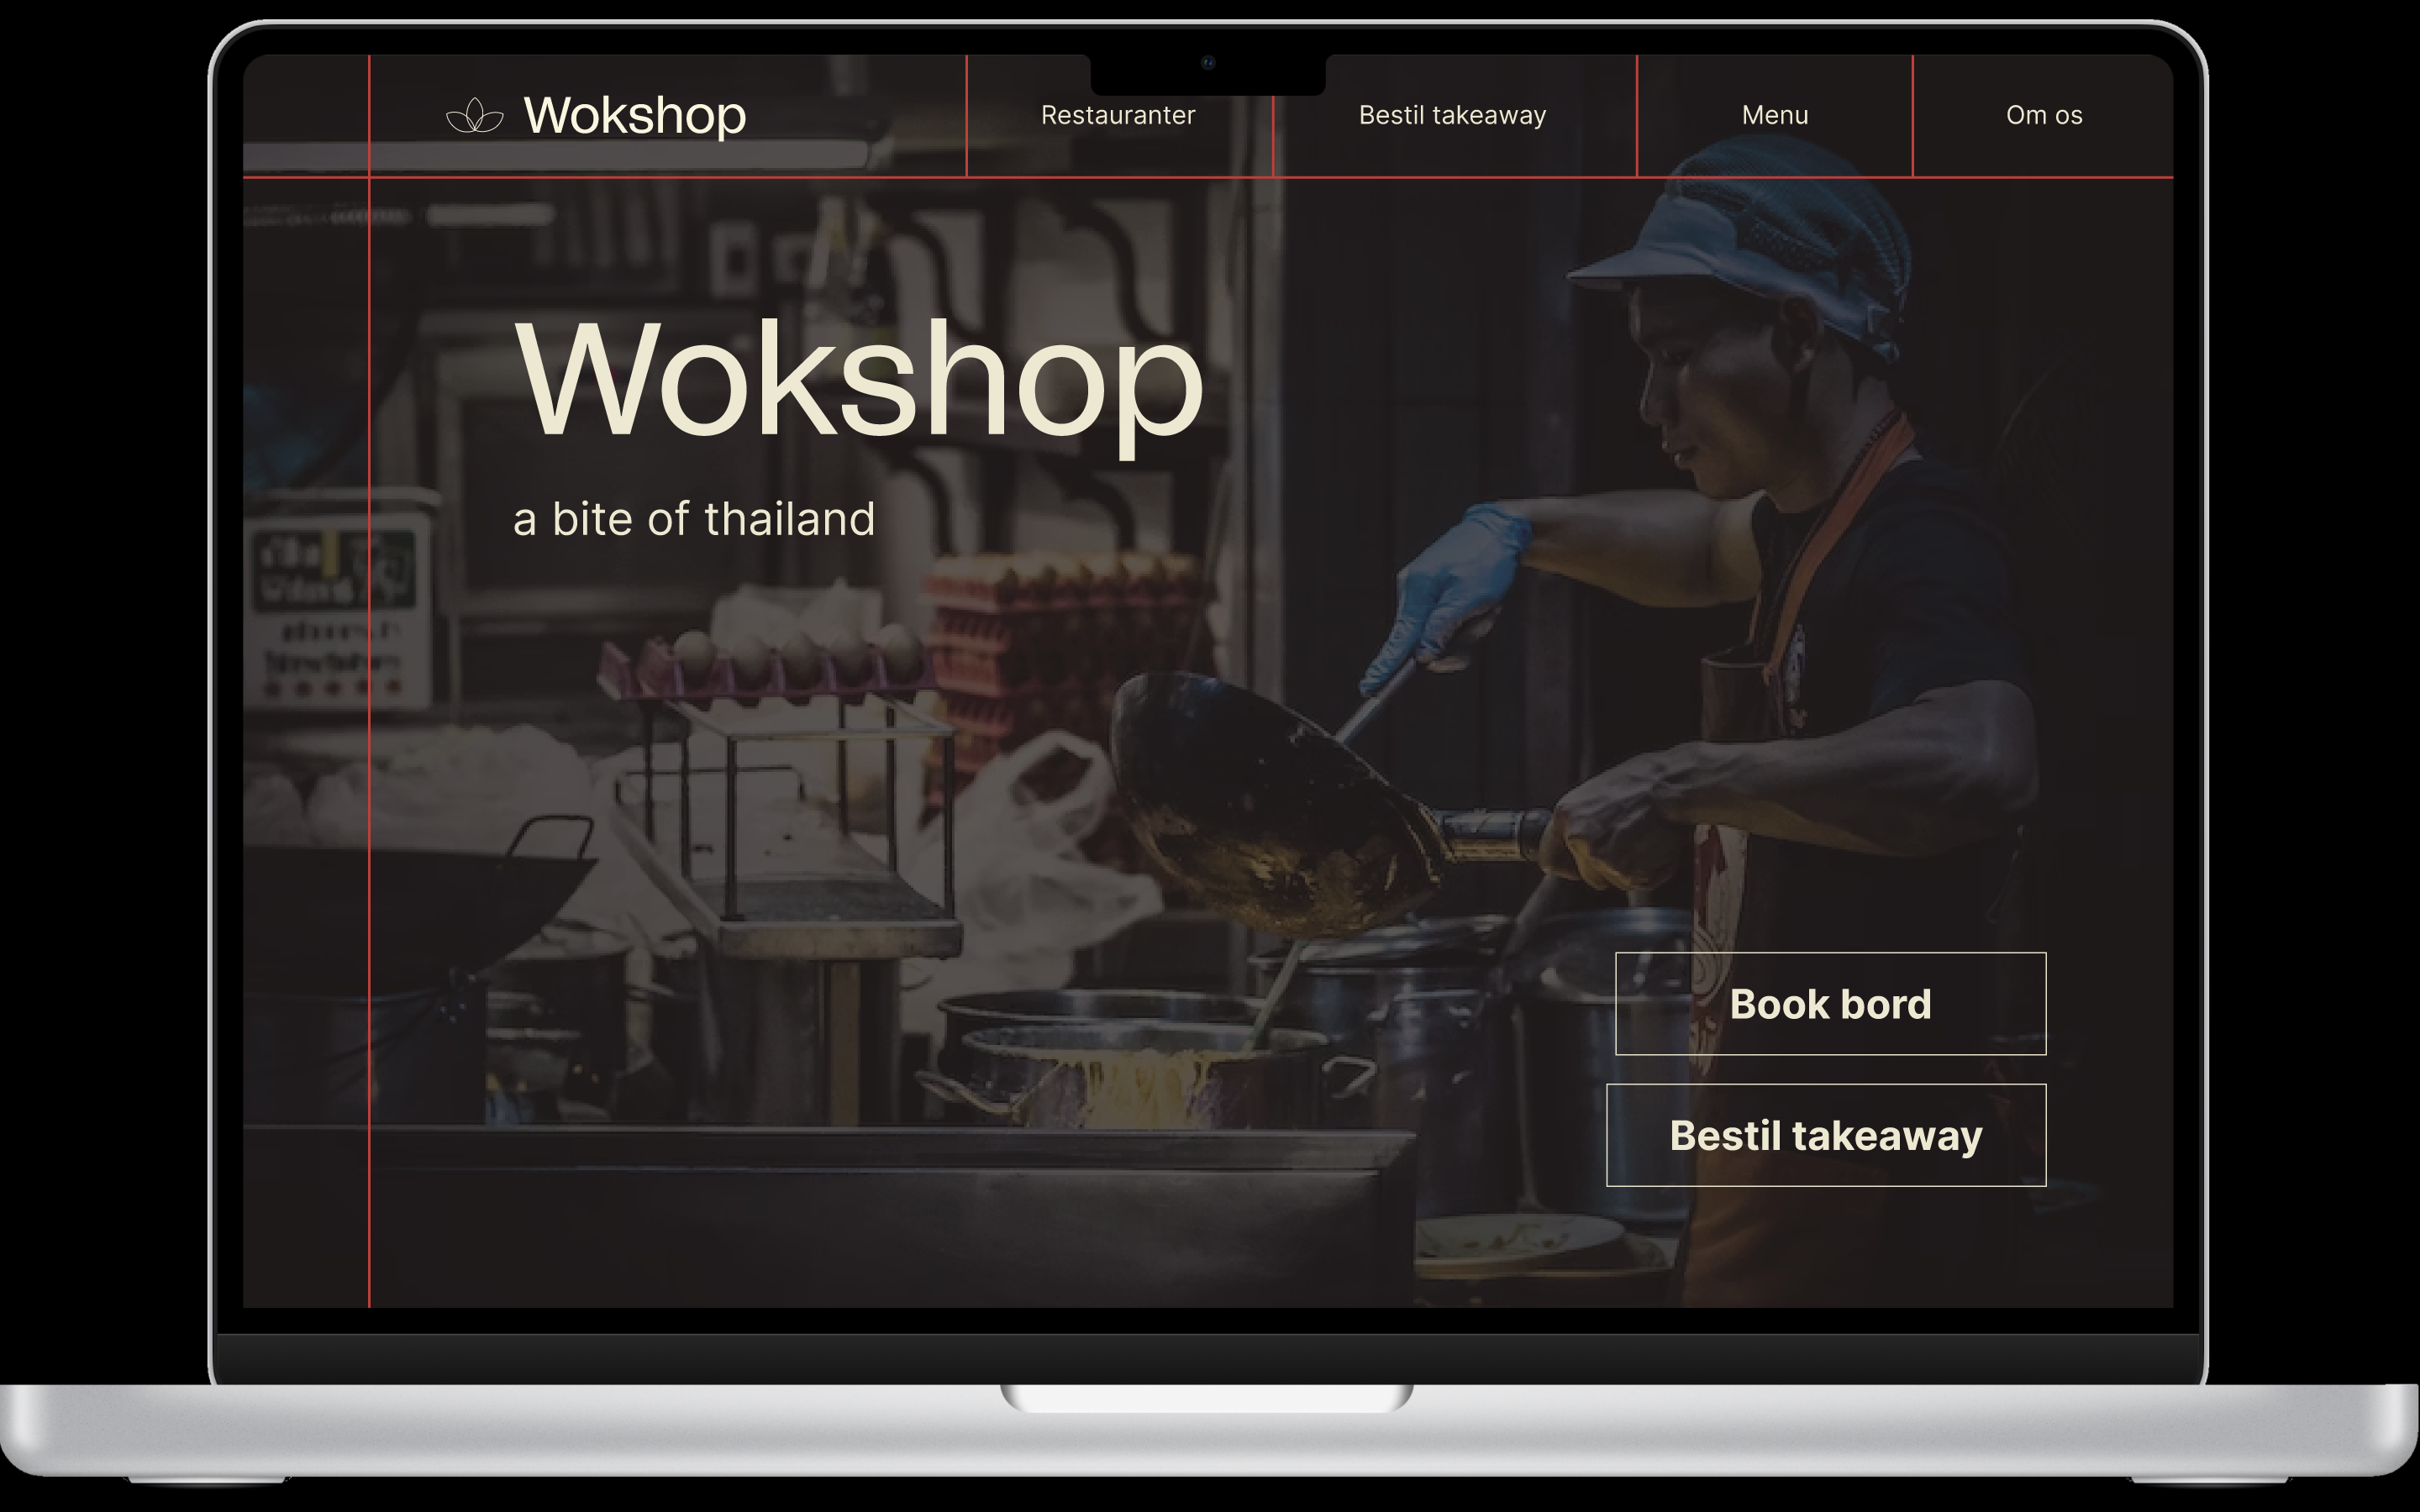 Wokshop
Restauranter
Bestil takeaway
Menu
Om os
Wokshop
a bite of thailand
Book bord
Bestil takeaway